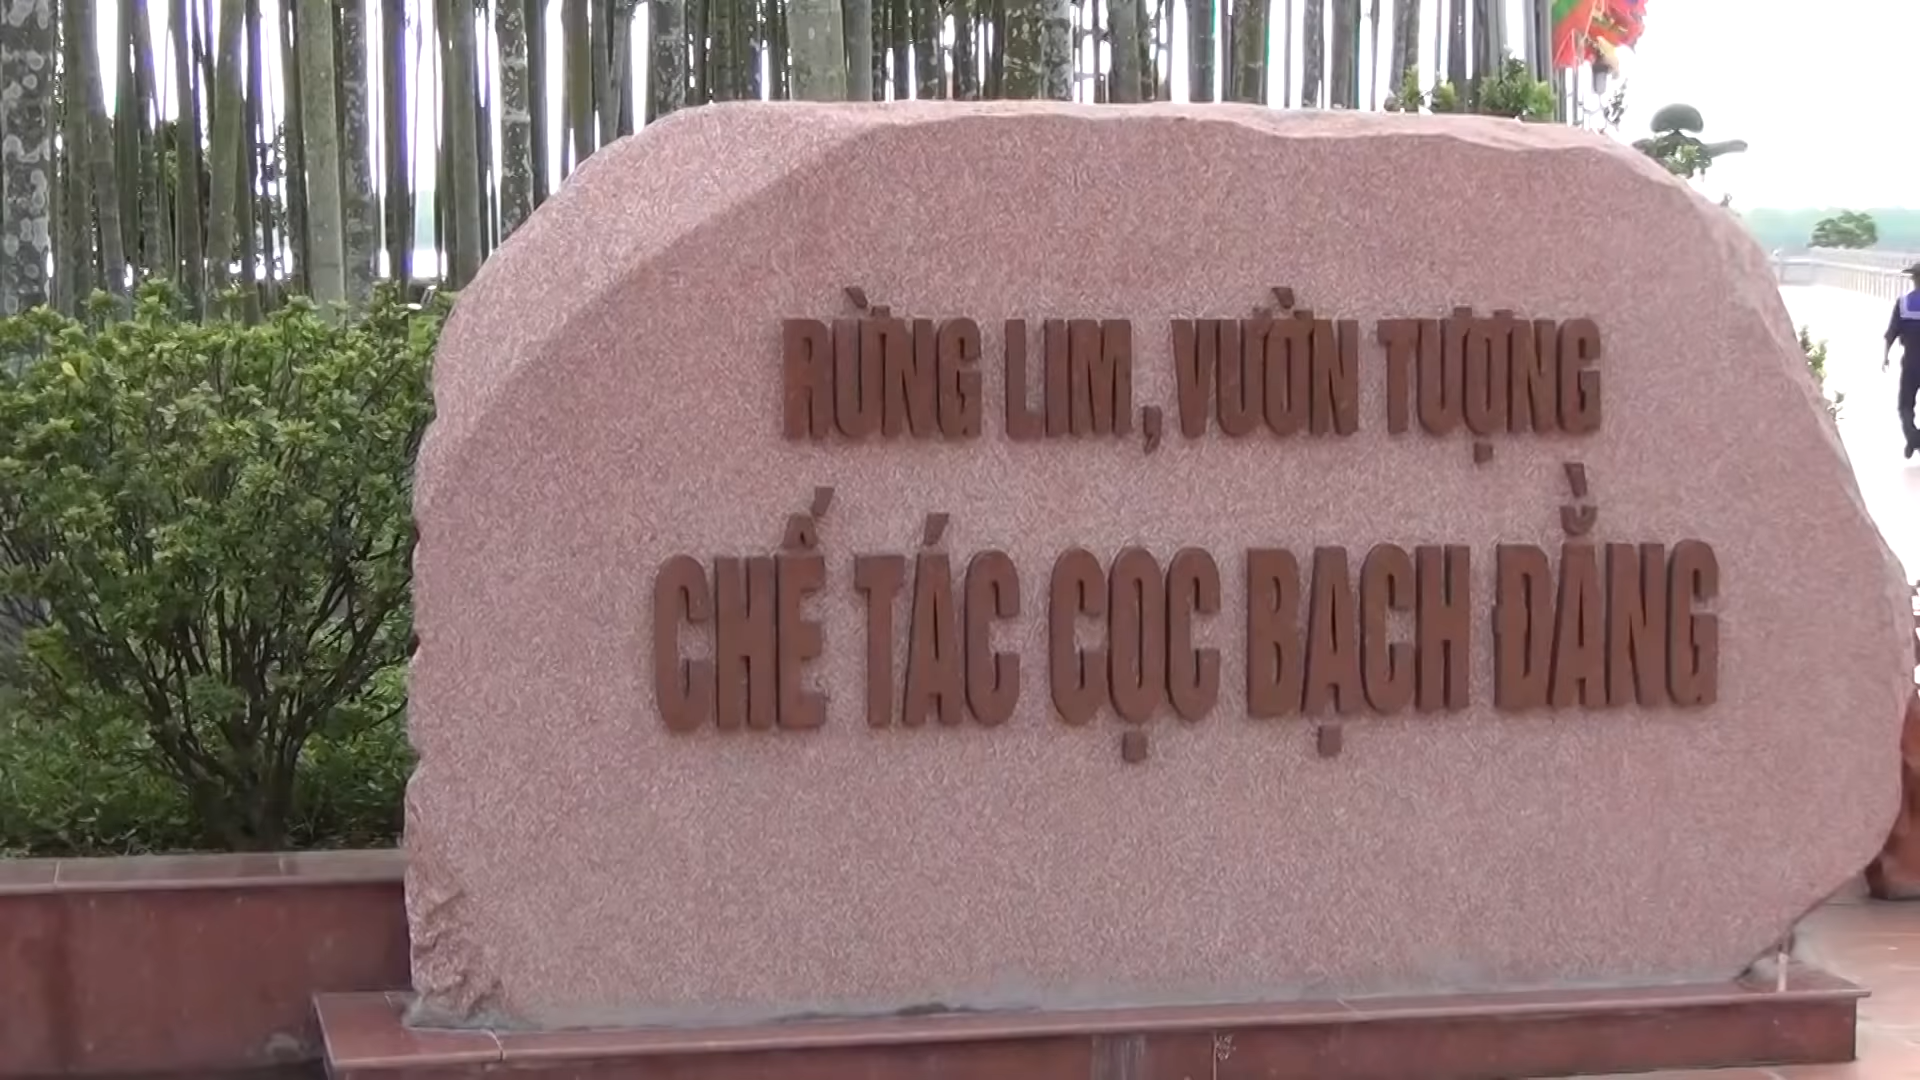 RỪNG LIM, VƯỜN TƯỢNG
CHẾ TÁC CỌC BẠCH ĐẰNG